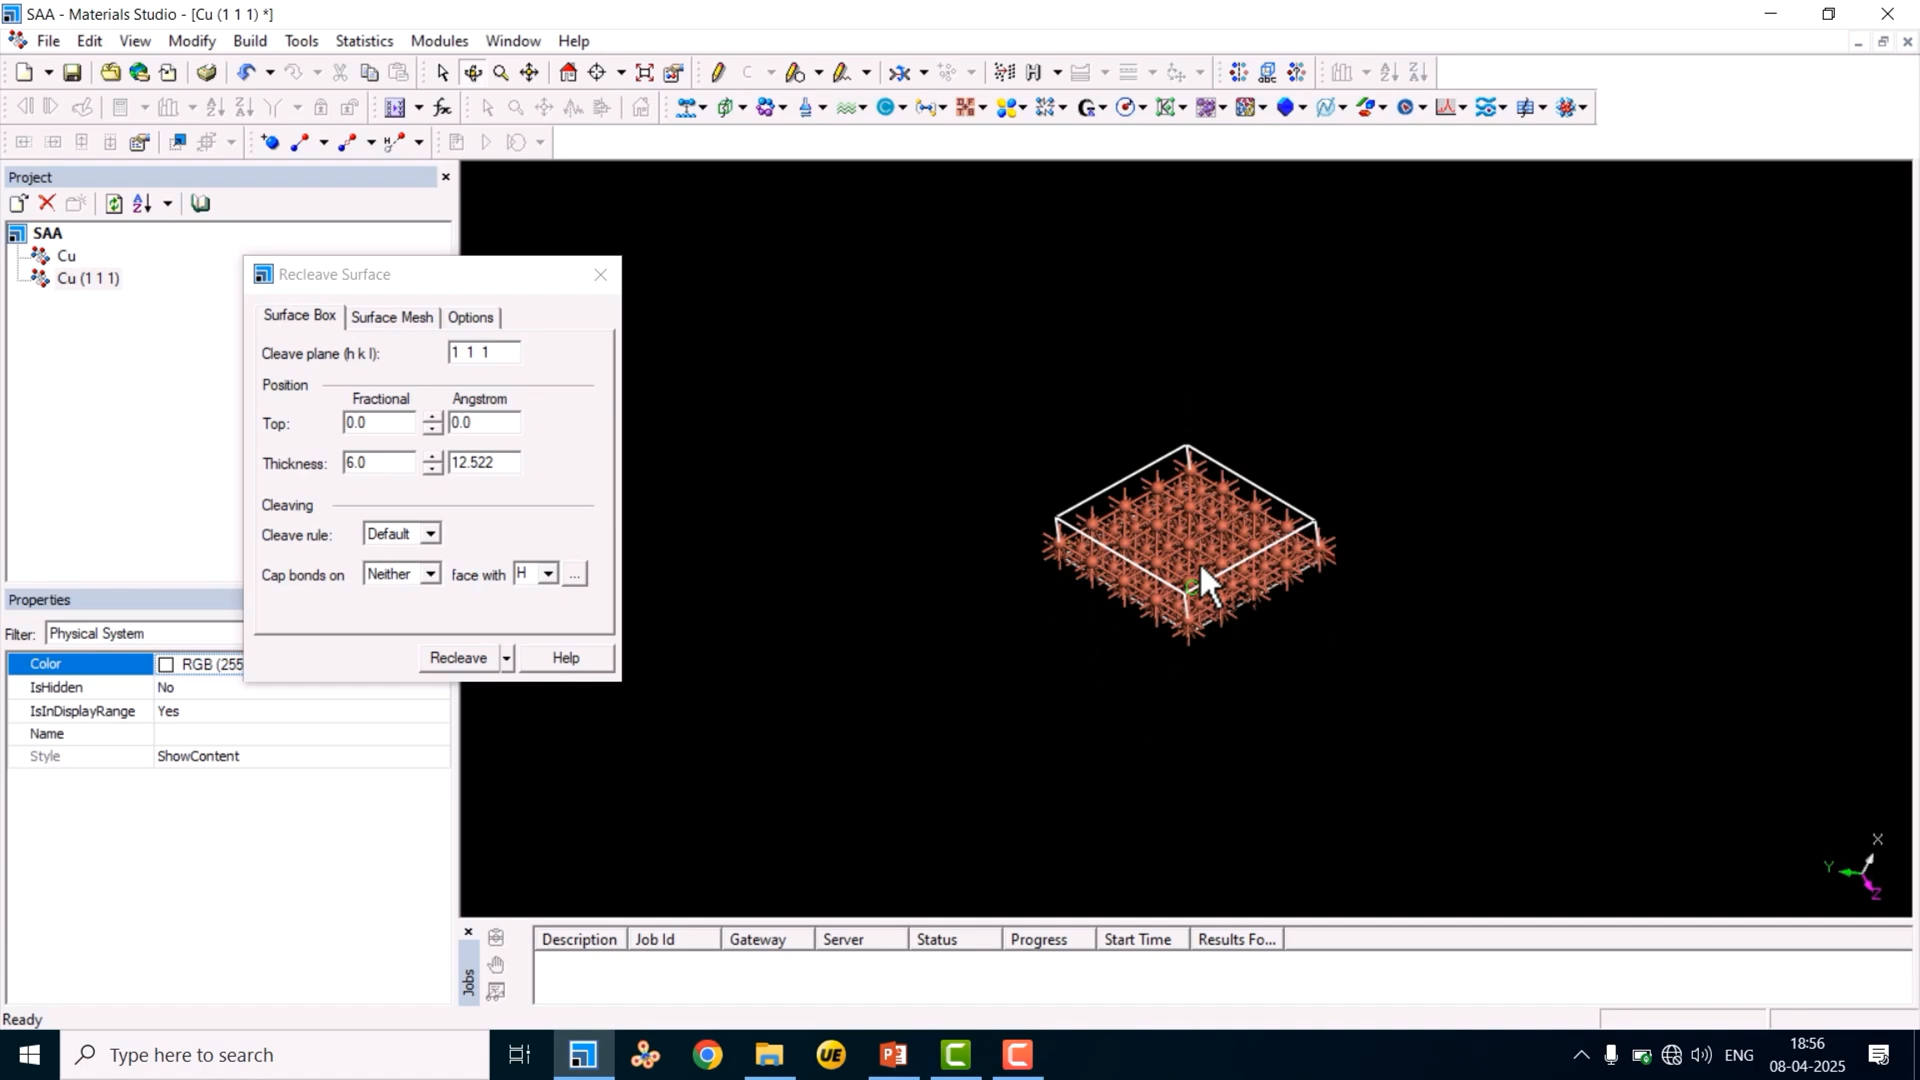 SAA - Materials Studio - [Cu (1 1 1) *]
File Edit View Modify Build Tools Statistics Modules Window Help
Project
SAA
Cu
Cu (1 1 1)
Recleave Surface
Surface Box Surface Mesh Options
Cleave plane (h k l): 1 1 1
Position
Fractional Angstrom
Top: 0.0 0.0
Thickness: 6.0 12.522
Cleaving
Cleave rule: Default
Cap bonds on Neither face with H ...
Recleave Help
Properties
Filter: Physical System
Color RGB (255
IsHidden No
IsInDisplayRange Yes
Name
Style ShowContent
X
Y
Z
Jobs
Description Job Id Gateway Server Status Progress Start Time Results Fo...
Ready
Type here to search
UE
ENG
18:56
08-04-2025